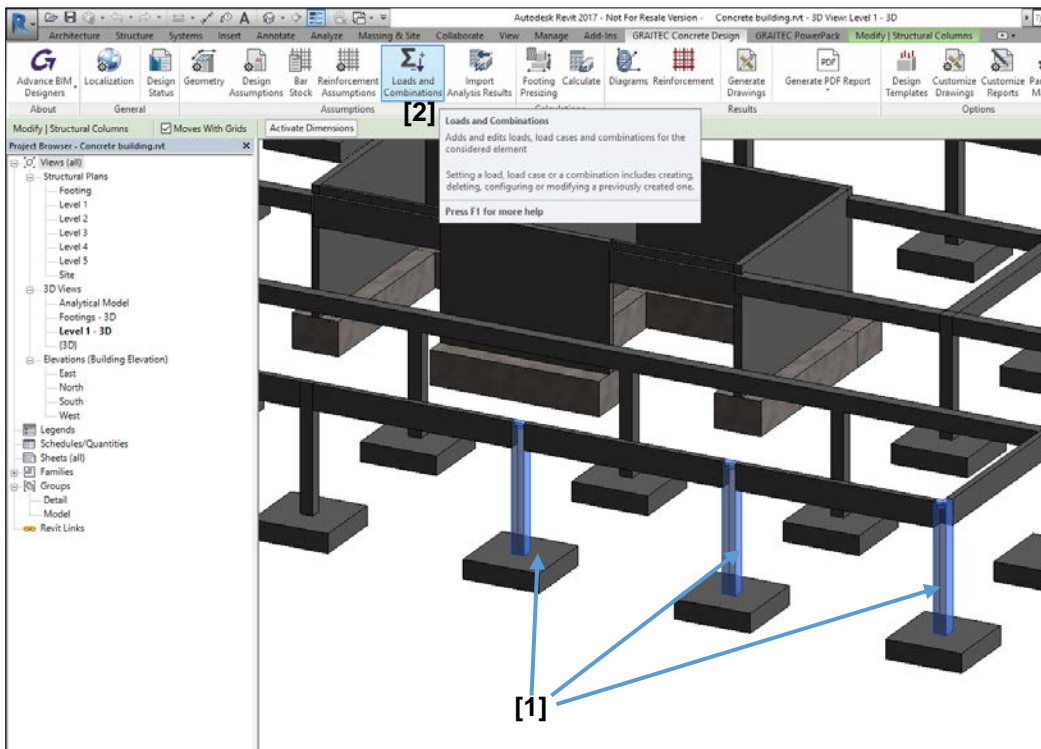 Autodesk Revit 2017 - Not For Resale Version - Concrete building.rvt - 3D View: Level 1 - 3D
Architecture Structure Systems Insert Annotate Analyze Massing & Site Collaborate View Manage Add-Ins GRAITEC Concrete Design GRAITEC PowerPack Modify | Structural Columns
Advance BIM Designers Localization Design Status Geometry Design Assumptions Bar Stock Reinforcement Assumptions Loads and Combinations Import Analysis Results Footing Presizing Calculate Diagrams Reinforcement Generate Drawings PDF Generate PDF Report Design Templates Customize Drawings Customize Reports
About General Assumptions Results Options
[2]
Modify | Structural Columns Moves With Grids Activate Dimensions
Loads and Combinations
Adds and edits loads, load cases and combinations for the
considered element
Setting a load, load case or a combination includes creating,
deleting, configuring or modifying a previously created one.
Press F1 for more help
Project Browser - Concrete building.rvt
Views (all)
Structural Plans
Footing
Level 1
Level 2
Level 3
Level 4
Level 5
Site
3D Views
Analytical Model
Footings - 3D
Level 1 - 3D
{3D}
Elevations (Building Elevation)
East
North
South
West
Legends
Schedules/Quantities
Sheets (all)
Families
Groups
Detail
Model
Revit Links
[1]